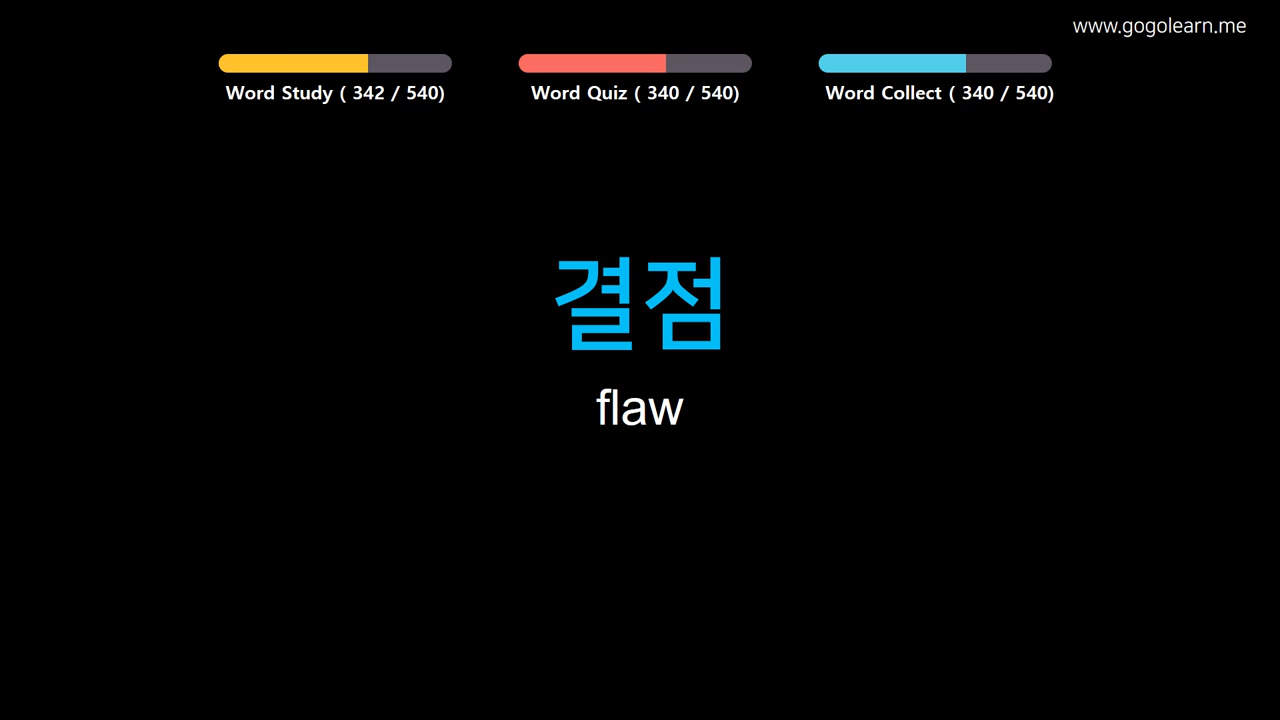 www.gogolearn.me
Word Study ( 342 / 540)
Word Quiz ( 340 / 540)
Word Collect ( 340 / 540)
결점
flaw